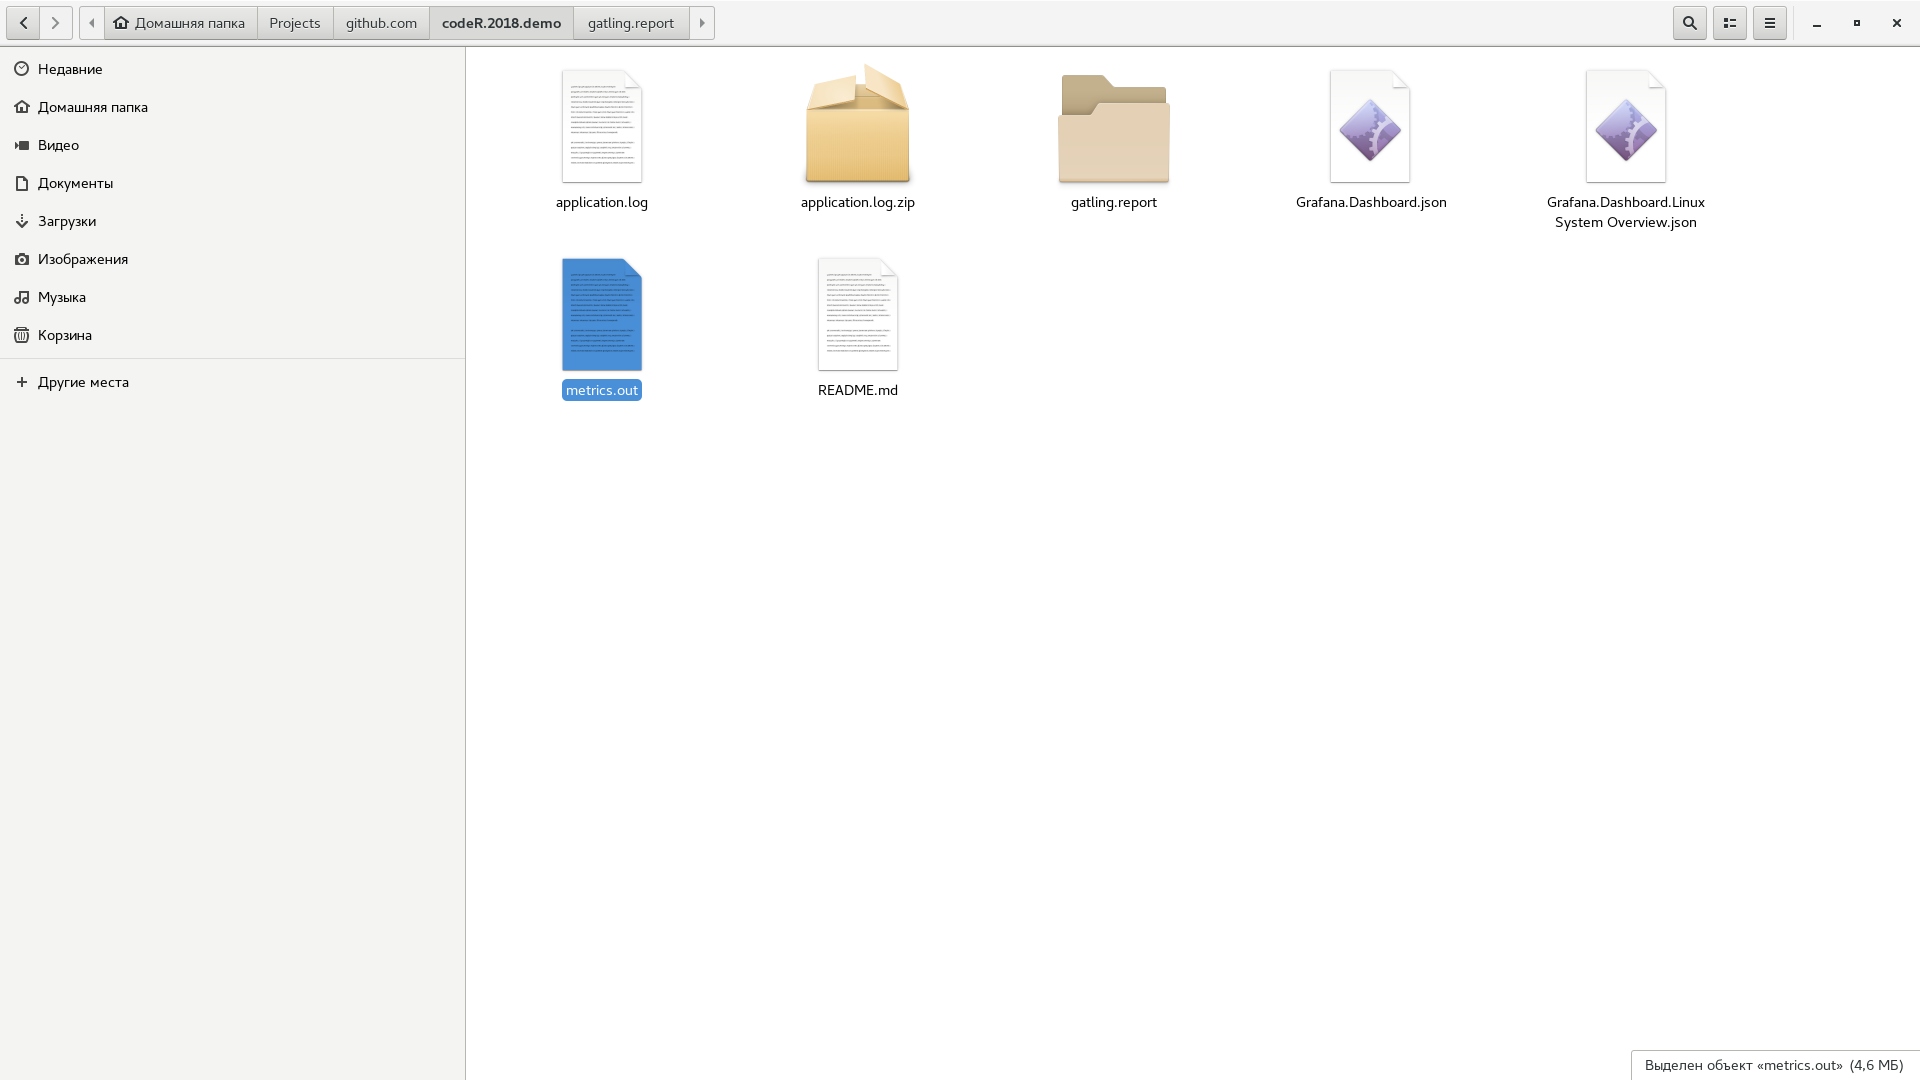 Домашняя папка
Projects
github.com
codeR.2018.demo
gatling.report
Недавние
Домашняя папка
Видео
Документы
Загрузки
Изображения
Музыка
Корзина
Другие места
application.log
application.log.zip
gatling.report
Grafana.Dashboard.json
Grafana.Dashboard.Linux
System Overview.json
metrics.out
README.md
Выделен объект «metrics.out» (4,6 МБ)